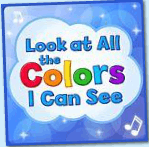 Look at All
the
Colors
I Can See